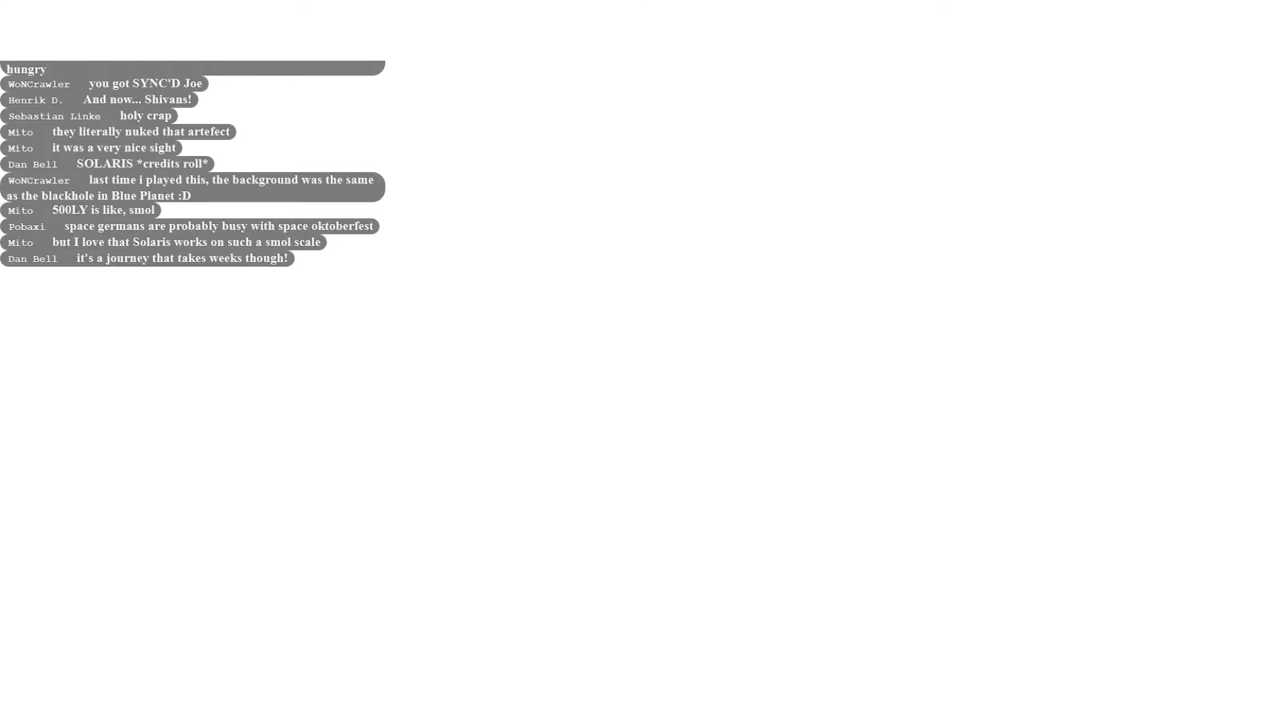 hungry
WoNCrawler you got SYNC'D Joe
Henrik D. And now... Shivans!
Sebastian Linke holy crap
Mito they literally nuked that artefect
Mito it was a very nice sight
Dan Bell SOLARIS *credits roll*
WoNCrawler last time i played this, the background was the same
as the blackhole in Blue Planet :D
Mito 500LY is like, smol
Pobaxi space germans are probably busy with space oktoberfest
Mito but I love that Solaris works on such a smol scale
Dan Bell it's a journey that takes weeks though!